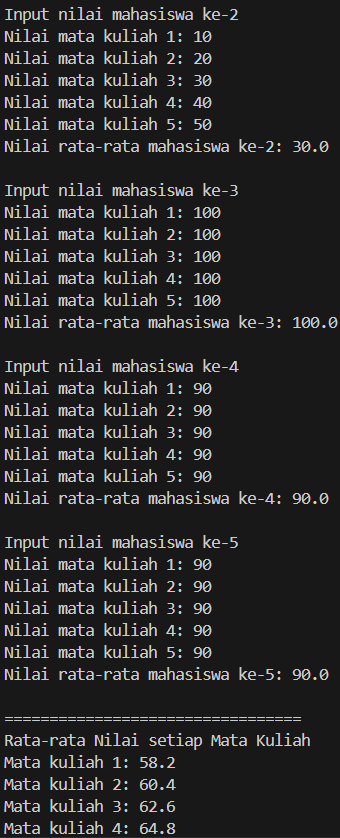 Input nilai mahasiswa ke-2
Nilai mata kuliah 1: 10
Nilai mata kuliah 2: 20
Nilai mata kuliah 3: 30
Nilai mata kuliah 4: 40
Nilai mata kuliah 5: 50
Nilai rata-rata mahasiswa ke-2: 30.0
Input nilai mahasiswa ke-3
Nilai mata kuliah 1: 100
Nilai mata kuliah 2: 100
Nilai mata kuliah 3: 100
Nilai mata kuliah 4: 100
Nilai mata kuliah 5: 100
Nilai rata-rata mahasiswa ke-3: 100.0
Input nilai mahasiswa ke-4
Nilai mata kuliah 1: 90
Nilai mata kuliah 2: 90
Nilai mata kuliah 3: 90
Nilai mata kuliah 4: 90
Nilai mata kuliah 5: 90
Nilai rata-rata mahasiswa ke-4: 90.0
Input nilai mahasiswa ke-5
Nilai mata kuliah 1: 90
Nilai mata kuliah 2: 90
Nilai mata kuliah 3: 90
Nilai mata kuliah 4: 90
Nilai mata kuliah 5: 90
Nilai rata-rata mahasiswa ke-5: 90.0
=================================
Rata-rata Nilai setiap Mata Kuliah
Mata kuliah 1: 58.2
Mata kuliah 2: 60.4
Mata kuliah 3: 62.6
Mata kuliah 4: 64.8